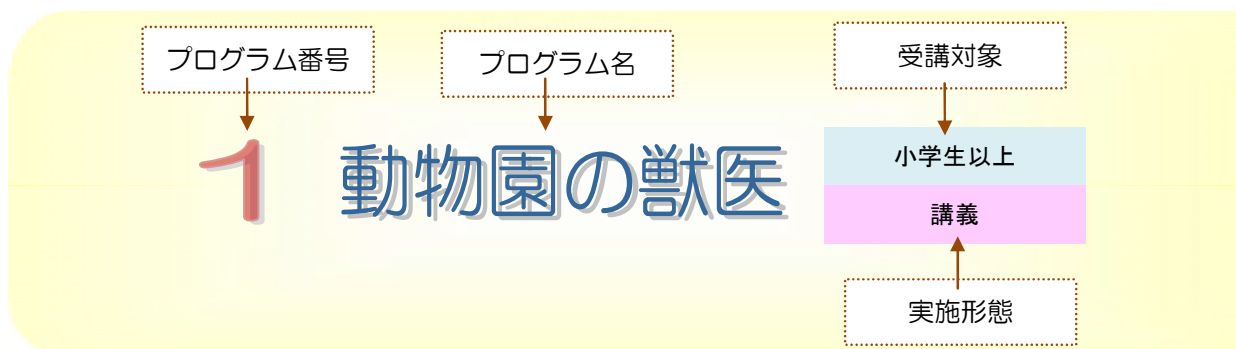 プログラム番号
プログラム名
受講対象
1 動物園の獣医
小学生以上
講義
実施形態